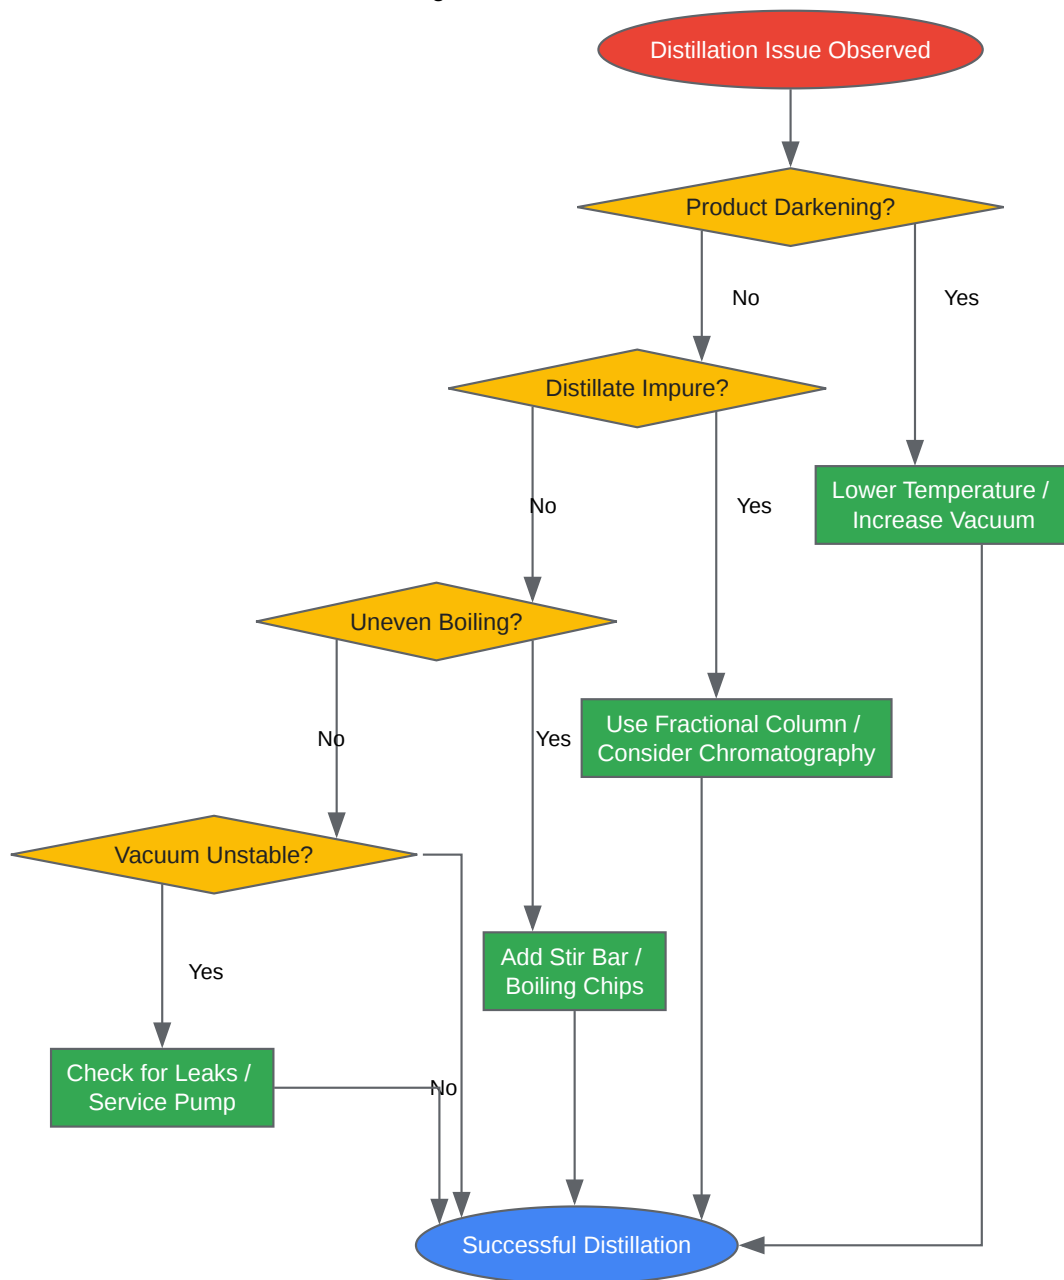 Distillation Issue Observed
Product Darkening?
No
Yes
Distillate Impure?
No
Yes
Lower Temperature /
Increase Vacuum
Uneven Boiling?
No
Yes
Use Fractional Column /
Consider Chromatography
Vacuum Unstable?
Yes
No
Add Stir Bar /
Boiling Chips
Check for Leaks /
Service Pump
Successful Distillation